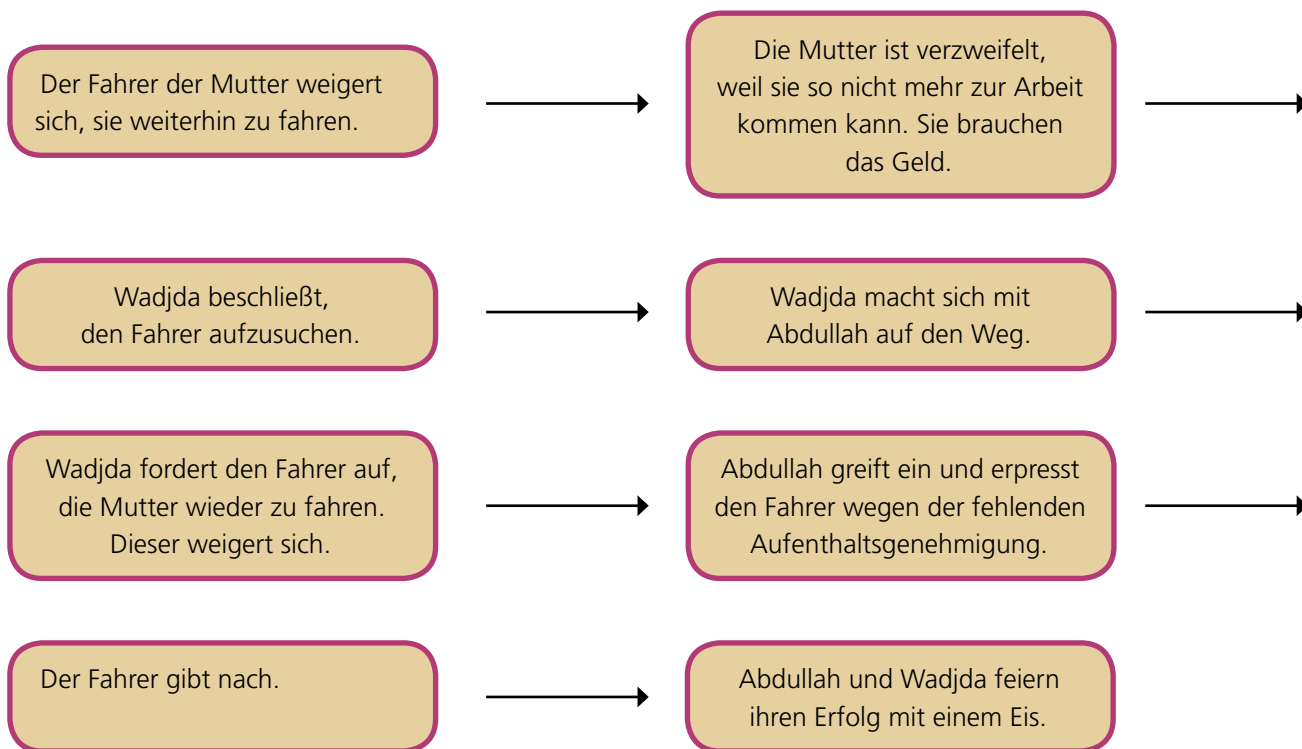 Der Fahrer der Mutter weigert
sich, sie weiterhin zu fahren.
Die Mutter ist verzweifelt,
weil sie so nicht mehr zur Arbeit
kommen kann. Sie brauchen
das Geld.
Wadjda beschließt,
den Fahrer aufzusuchen.
Wadjda macht sich mit
Abdullah auf den Weg.
Wadjda fordert den Fahrer auf,
die Mutter wieder zu fahren.
Dieser weigert sich.
Abdullah greift ein und erpresst
den Fahrer wegen der fehlenden
Aufenthaltsgenehmigung.
Der Fahrer gibt nach.
Abdullah und Wadjda feiern
ihren Erfolg mit einem Eis.